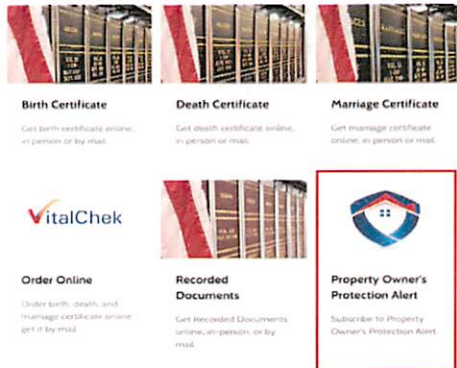 Birth Certificate
Get birth certificate online,
in person or by mail.
Death Certificate
Get death certificate online,
in person or mail.
Marriage Certificate
Get marriage certificate
online, in person or mail.
VitalChek
Order Online
Order birth, death, and
marriage certificate online
get it by mail.
Recorded
Documents
Get Recorded Documents
online, in-person, or by
mail.
Property Owner's
Protection Alert
Subscribe to Property
Owner's Protection Alert.